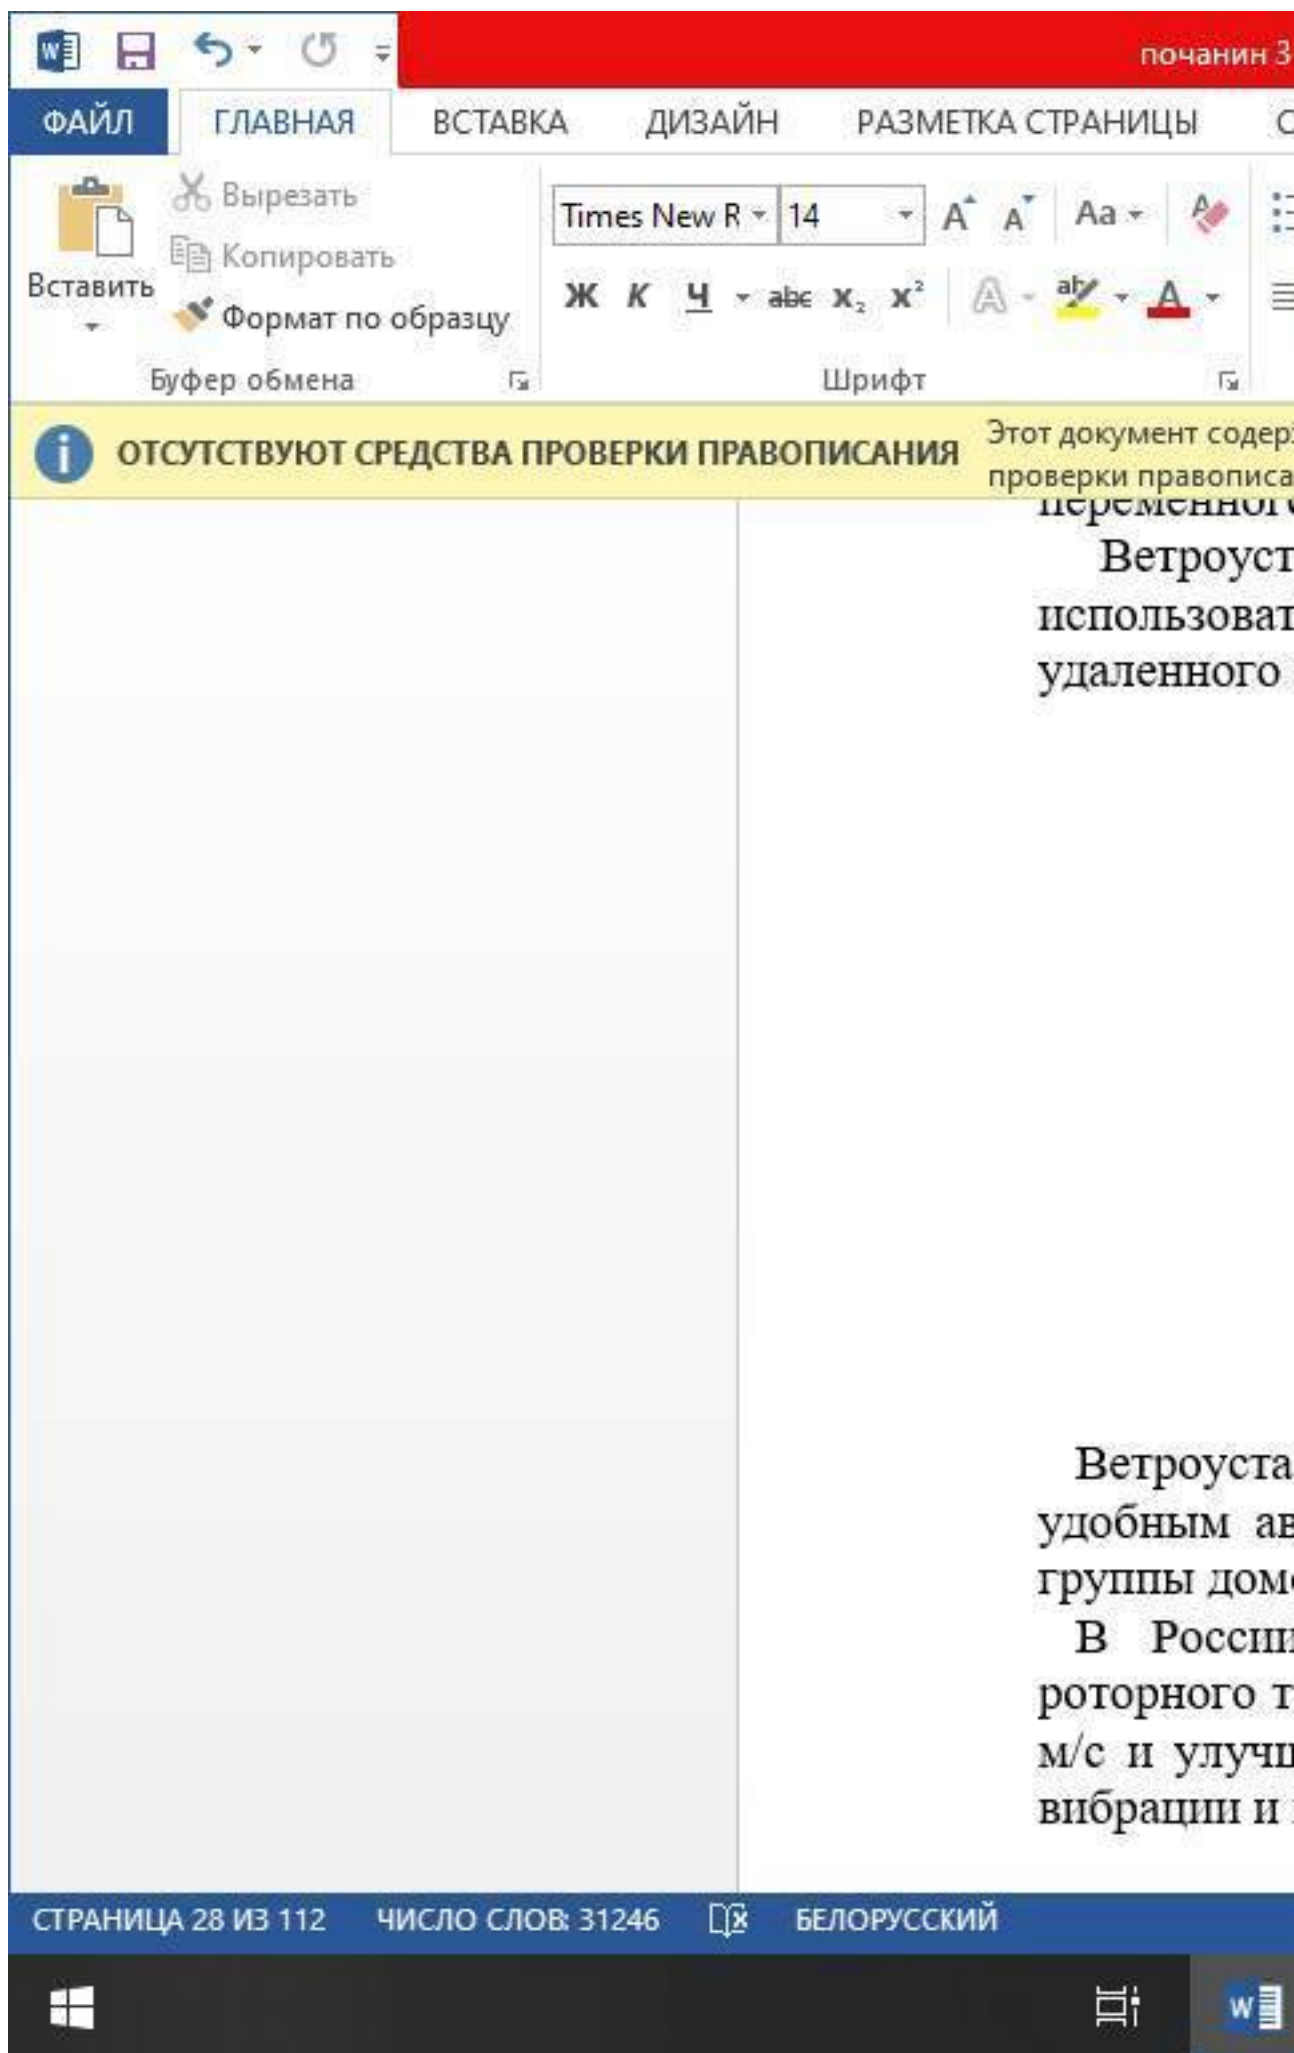 почанин 3
ФАЙЛ ГЛАВНАЯ ВСТАВКА ДИЗАЙН РАЗМЕТКА СТРАНИЦЫ С
Вставить
Вырезать
Копировать
Формат по образцу
Буфер обмена
Times New R 14
Aa
Ж К Ч abc x₂ x²
Шрифт
ОТСУТСТВУЮТ СРЕДСТВА ПРОВЕРКИ ПРАВОПИСАНИЯ
Этот документ содер
проверки правописа
переменного
Ветроуст
использоват
удаленного
Ветроуста
удобным ав
группы дом
В России
роторного т
м/с и улучш
вибрации и
СТРАНИЦА 28 ИЗ 112 ЧИСЛО СЛОВ: 31246 БЕЛОРУССКИЙ